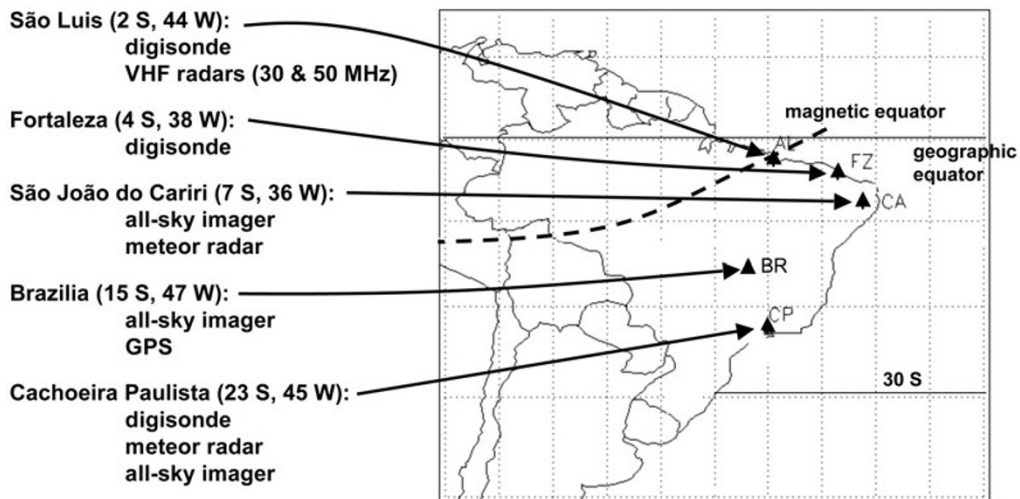 São Luis (2 S, 44 W):
digisonde
VHF radars (30 & 50 MHz)
Fortaleza (4 S, 38 W):
digisonde
São João do Cariri (7 S, 36 W):
all-sky imager
meteor radar
Brazilia (15 S, 47 W):
all-sky imager
GPS
Cachoeira Paulista (23 S, 45 W):
digisonde
meteor radar
all-sky imager
magnetic equator
AL
FZ
geographic
equator)
CA
BR
CP
30 S